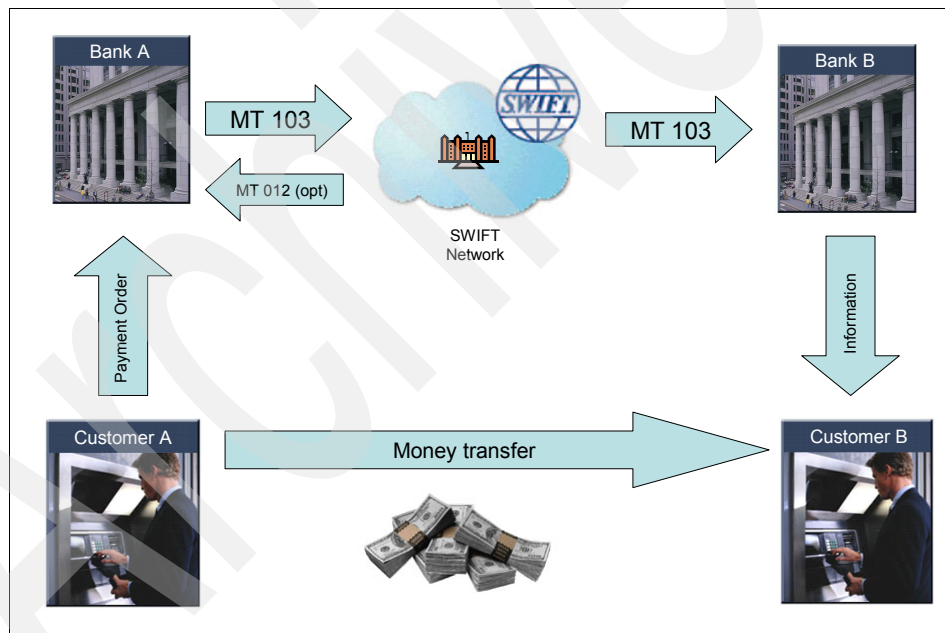 Bank A
Bank B
SWIFT
MT 103
MT 103
MT 012 (opt)
SWIFT
Network
Payment Order
Information
Customer A
Customer B
Money transfer